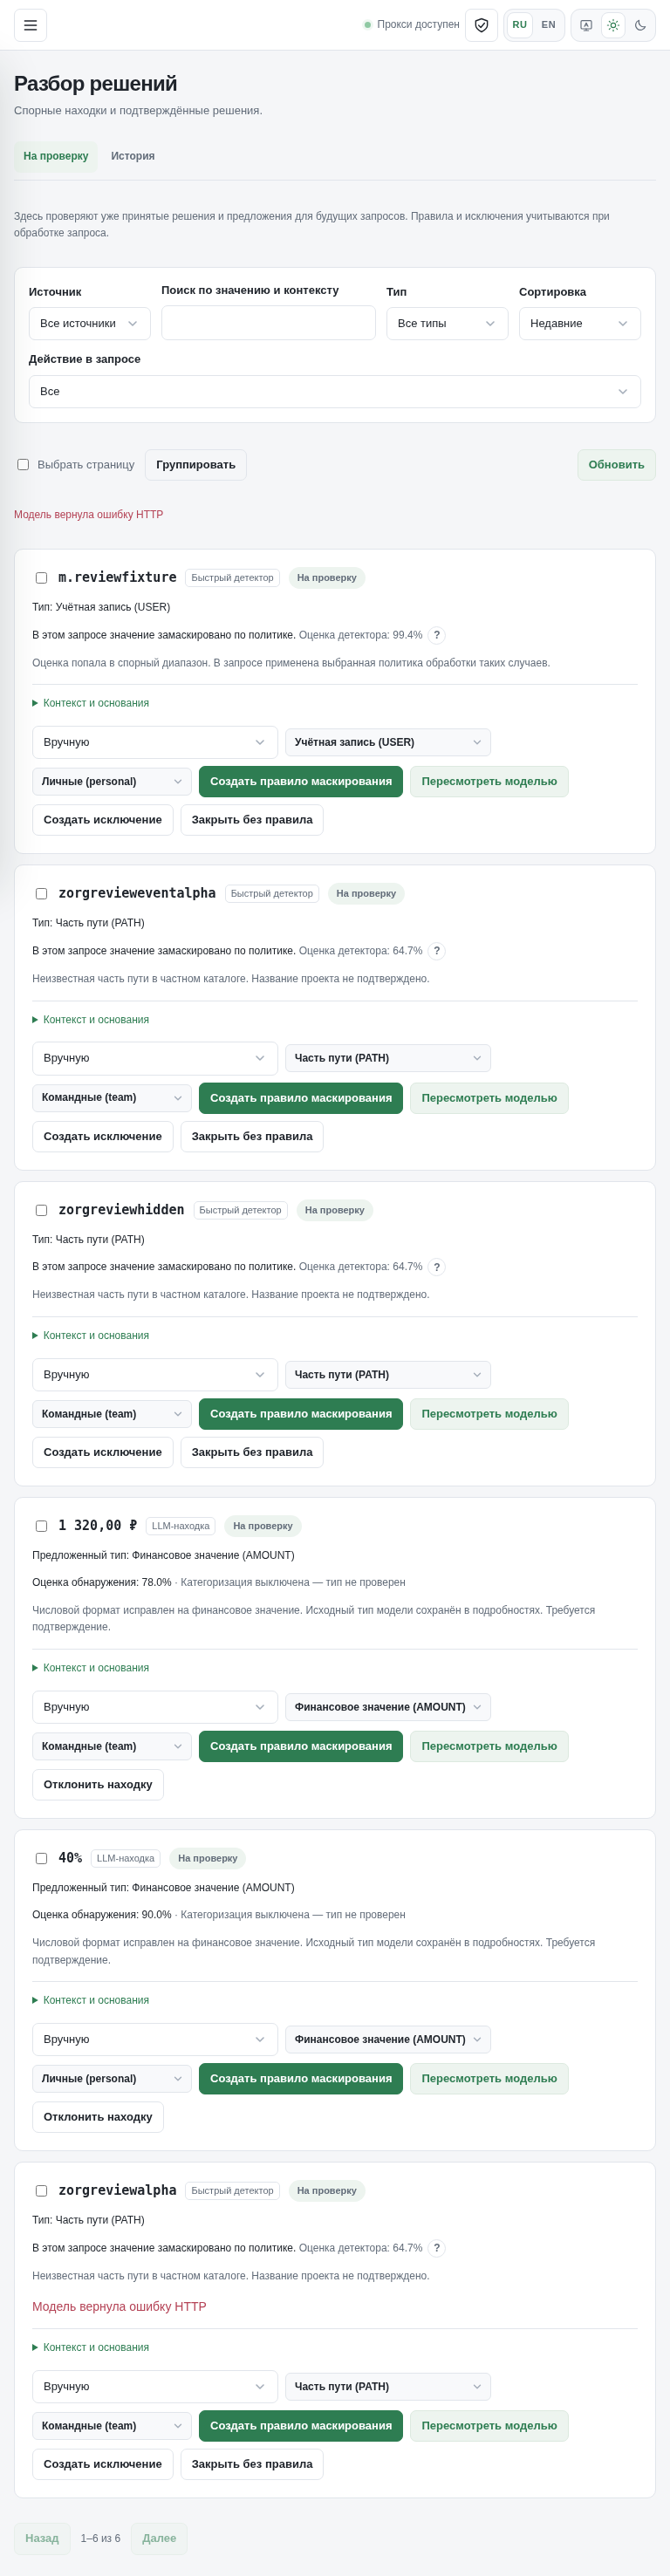 Прокси доступен
RU EN
Разбор решений
Спорные находки и подтверждённые решения.
На проверку История
Здесь проверяют уже принятые решения и предложения для будущих запросов. Правила и исключения учитываются при
обработке запроса.
Источник Поиск по значению и контексту Тип Сортировка
Все источники Все типы Недавние
Действие в запросе
Все
Выбрать страницу Группировать Обновить
Модель вернула ошибку HTTP
m.reviewfixture Быстрый детектор На проверку
Тип: Учётная запись (USER)
В этом запросе значение замаскировано по политике. Оценка детектора: 99.4% ?
Оценка попала в спорный диапазон. В запросе применена выбранная политика обработки таких случаев.
Контекст и основания
Вручную Учётная запись (USER)
Личные (personal) Создать правило маскирования Пересмотреть моделью
Создать исключение Закрыть без правила
zorgrevieweventalpha Быстрый детектор На проверку
Тип: Часть пути (PATH)
В этом запросе значение замаскировано по политике. Оценка детектора: 64.7% ?
Неизвестная часть пути в частном каталоге. Название проекта не подтверждено.
Контекст и основания
Вручную Часть пути (PATH)
Командные (team) Создать правило маскирования Пересмотреть моделью
Создать исключение Закрыть без правила
zorgreviewhidden Быстрый детектор На проверку
Тип: Часть пути (PATH)
В этом запросе значение замаскировано по политике. Оценка детектора: 64.7% ?
Неизвестная часть пути в частном каталоге. Название проекта не подтверждено.
Контекст и основания
Вручную Часть пути (PATH)
Командные (team) Создать правило маскирования Пересмотреть моделью
Создать исключение Закрыть без правила
1 320,00 ₽ LLM-находка На проверку
Предложенный тип: Финансовое значение (AMOUNT)
Оценка обнаружения: 78.0% · Категоризация выключена — тип не проверен
Числовой формат исправлен на финансовое значение. Исходный тип модели сохранён в подробностях. Требуется
подтверждение.
Контекст и основания
Вручную Финансовое значение (AMOUNT)
Командные (team) Создать правило маскирования Пересмотреть моделью
Отклонить находку
40% LLM-находка На проверку
Предложенный тип: Финансовое значение (AMOUNT)
Оценка обнаружения: 90.0% · Категоризация выключена — тип не проверен
Числовой формат исправлен на финансовое значение. Исходный тип модели сохранён в подробностях. Требуется
подтверждение.
Контекст и основания
Вручную Финансовое значение (AMOUNT)
Личные (personal) Создать правило маскирования Пересмотреть моделью
Отклонить находку
zorgreviewalpha Быстрый детектор На проверку
Тип: Часть пути (PATH)
В этом запросе значение замаскировано по политике. Оценка детектора: 64.7% ?
Неизвестная часть пути в частном каталоге. Название проекта не подтверждено.
Модель вернула ошибку HTTP
Контекст и основания
Вручную Часть пути (PATH)
Командные (team) Создать правило маскирования Пересмотреть моделью
Создать исключение Закрыть без правила
Назад 1–6 из 6 Далее